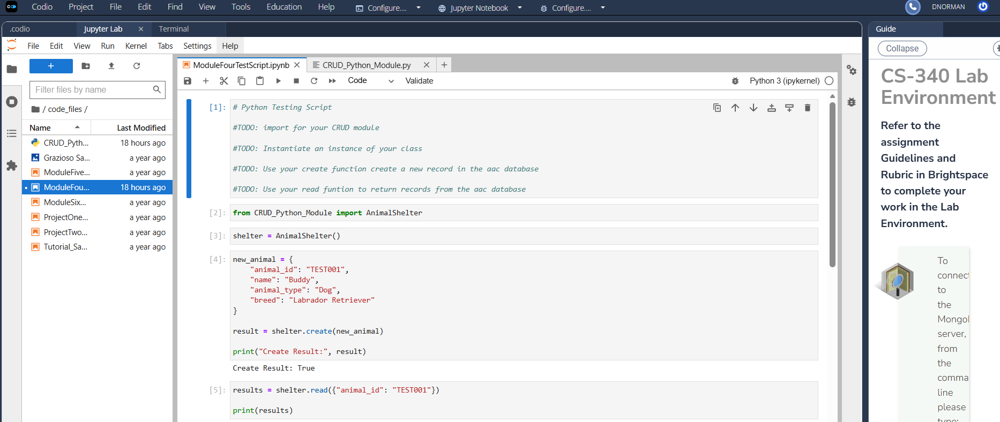 Codio Project File Edit Find View Tools Education Help Configure.... Jupyter Notebook Configure.... DNORMAN
.codio Jupyter Lab Terminal
File Edit View Run Kernel Tabs Settings Help
Filter files by name
/ code_files /
Name Last Modified
CRUD_Pyth... 18 hours ago
Grazioso Sa... a year ago
ModuleFive... a year ago
ModuleFou... 18 hours ago
ModuleSix... a year ago
ProjectOne... a year ago
ProjectTwo... a year ago
Tutorial_Sa... a year ago
ModuleFourTestScript.ipynb CRUD_Python_Module.py
Code Validate Python 3 (ipykernel)
[1]: # Python Testing Script
#TODO: import for your CRUD module
#TODO: Instantiate an instance of your class
#TODO: Use your create function create a new record in the aac database
#TODO: Use your read funtion to return records from the aac database
[2]: from CRUD_Python_Module import AnimalShelter
[3]: shelter = AnimalShelter()
[4]: new_animal = {
"animal_id": "TEST001",
"name": "Buddy",
"animal_type": "Dog",
"breed": "Labrador Retriever"
}
result = shelter.create(new_animal)
print("Create Result:", result)
Create Result: True
[5]: results = shelter.read({"animal_id": "TEST001"})
print(results)
Guide
Collapse
CS-340 Lab
Environment
Refer to the
assignment
Guidelines and
Rubric in Brightspace
to complete your
work in the Lab
Environment.
To
connect
to
the
Mongo
server,
from
the
comma
line
please
type: